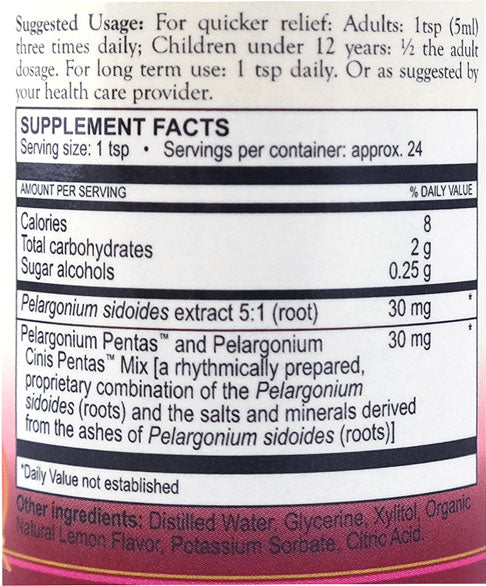 Suggested Usage: For quicker relief: Adults: 1tsp (5ml)
three times daily; Children under 12 years: ½ the adult
dosage. For long term use: 1 tsp daily. Or as suggested by
your health care provider.
SUPPLEMENT FACTS
Serving size: 1 tsp • Servings per container: approx. 24
AMOUNT PER SERVING % DAILY VALUE
Calories 8
Total carbohydrates 2 g
Sugar alcohols 0.25 g
Pelargonium sidoides extract 5:1 (root) 30 mg *
Pelargonium Pentas™ and Pelargonium 30 mg *
Cinis Pentas™ Mix [a rhythmically prepared,
proprietary combination of the Pelargonium
sidoides (roots) and the salts and minerals derived
from the ashes of Pelargonium sidoides (roots)]
*Daily Value not established
Other ingredients: Distilled Water, Glycerine, Xylitol, Organic
Natural Lemon Flavor, Potassium Sorbate, Citric Acid.